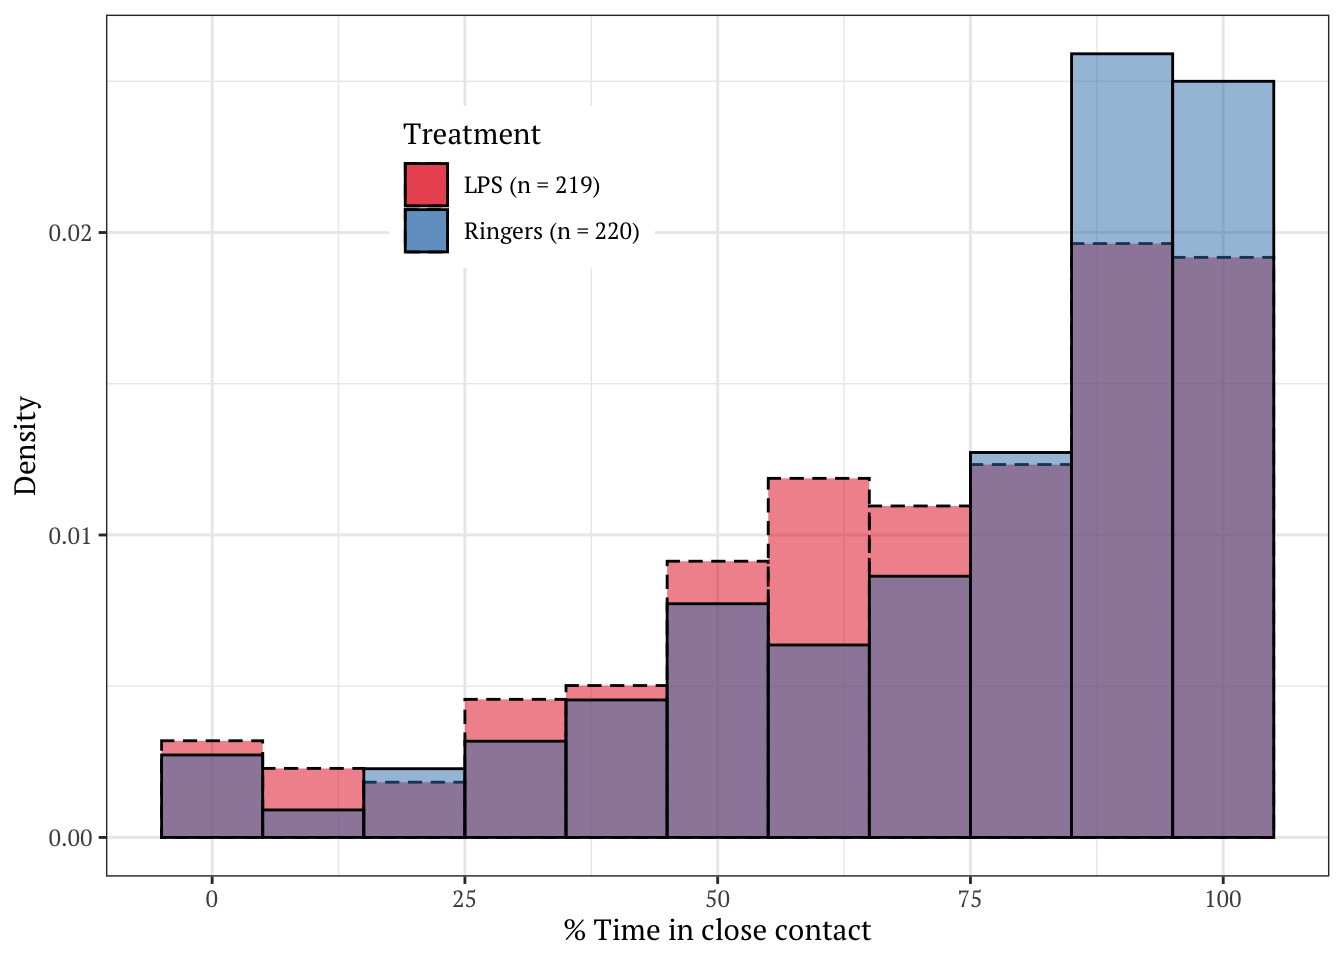 Treatment
LPS (n = 219)
Ringers (n = 220)
0.02
0.01
0.00
Density
0
25
50
75
100
% Time in close contact